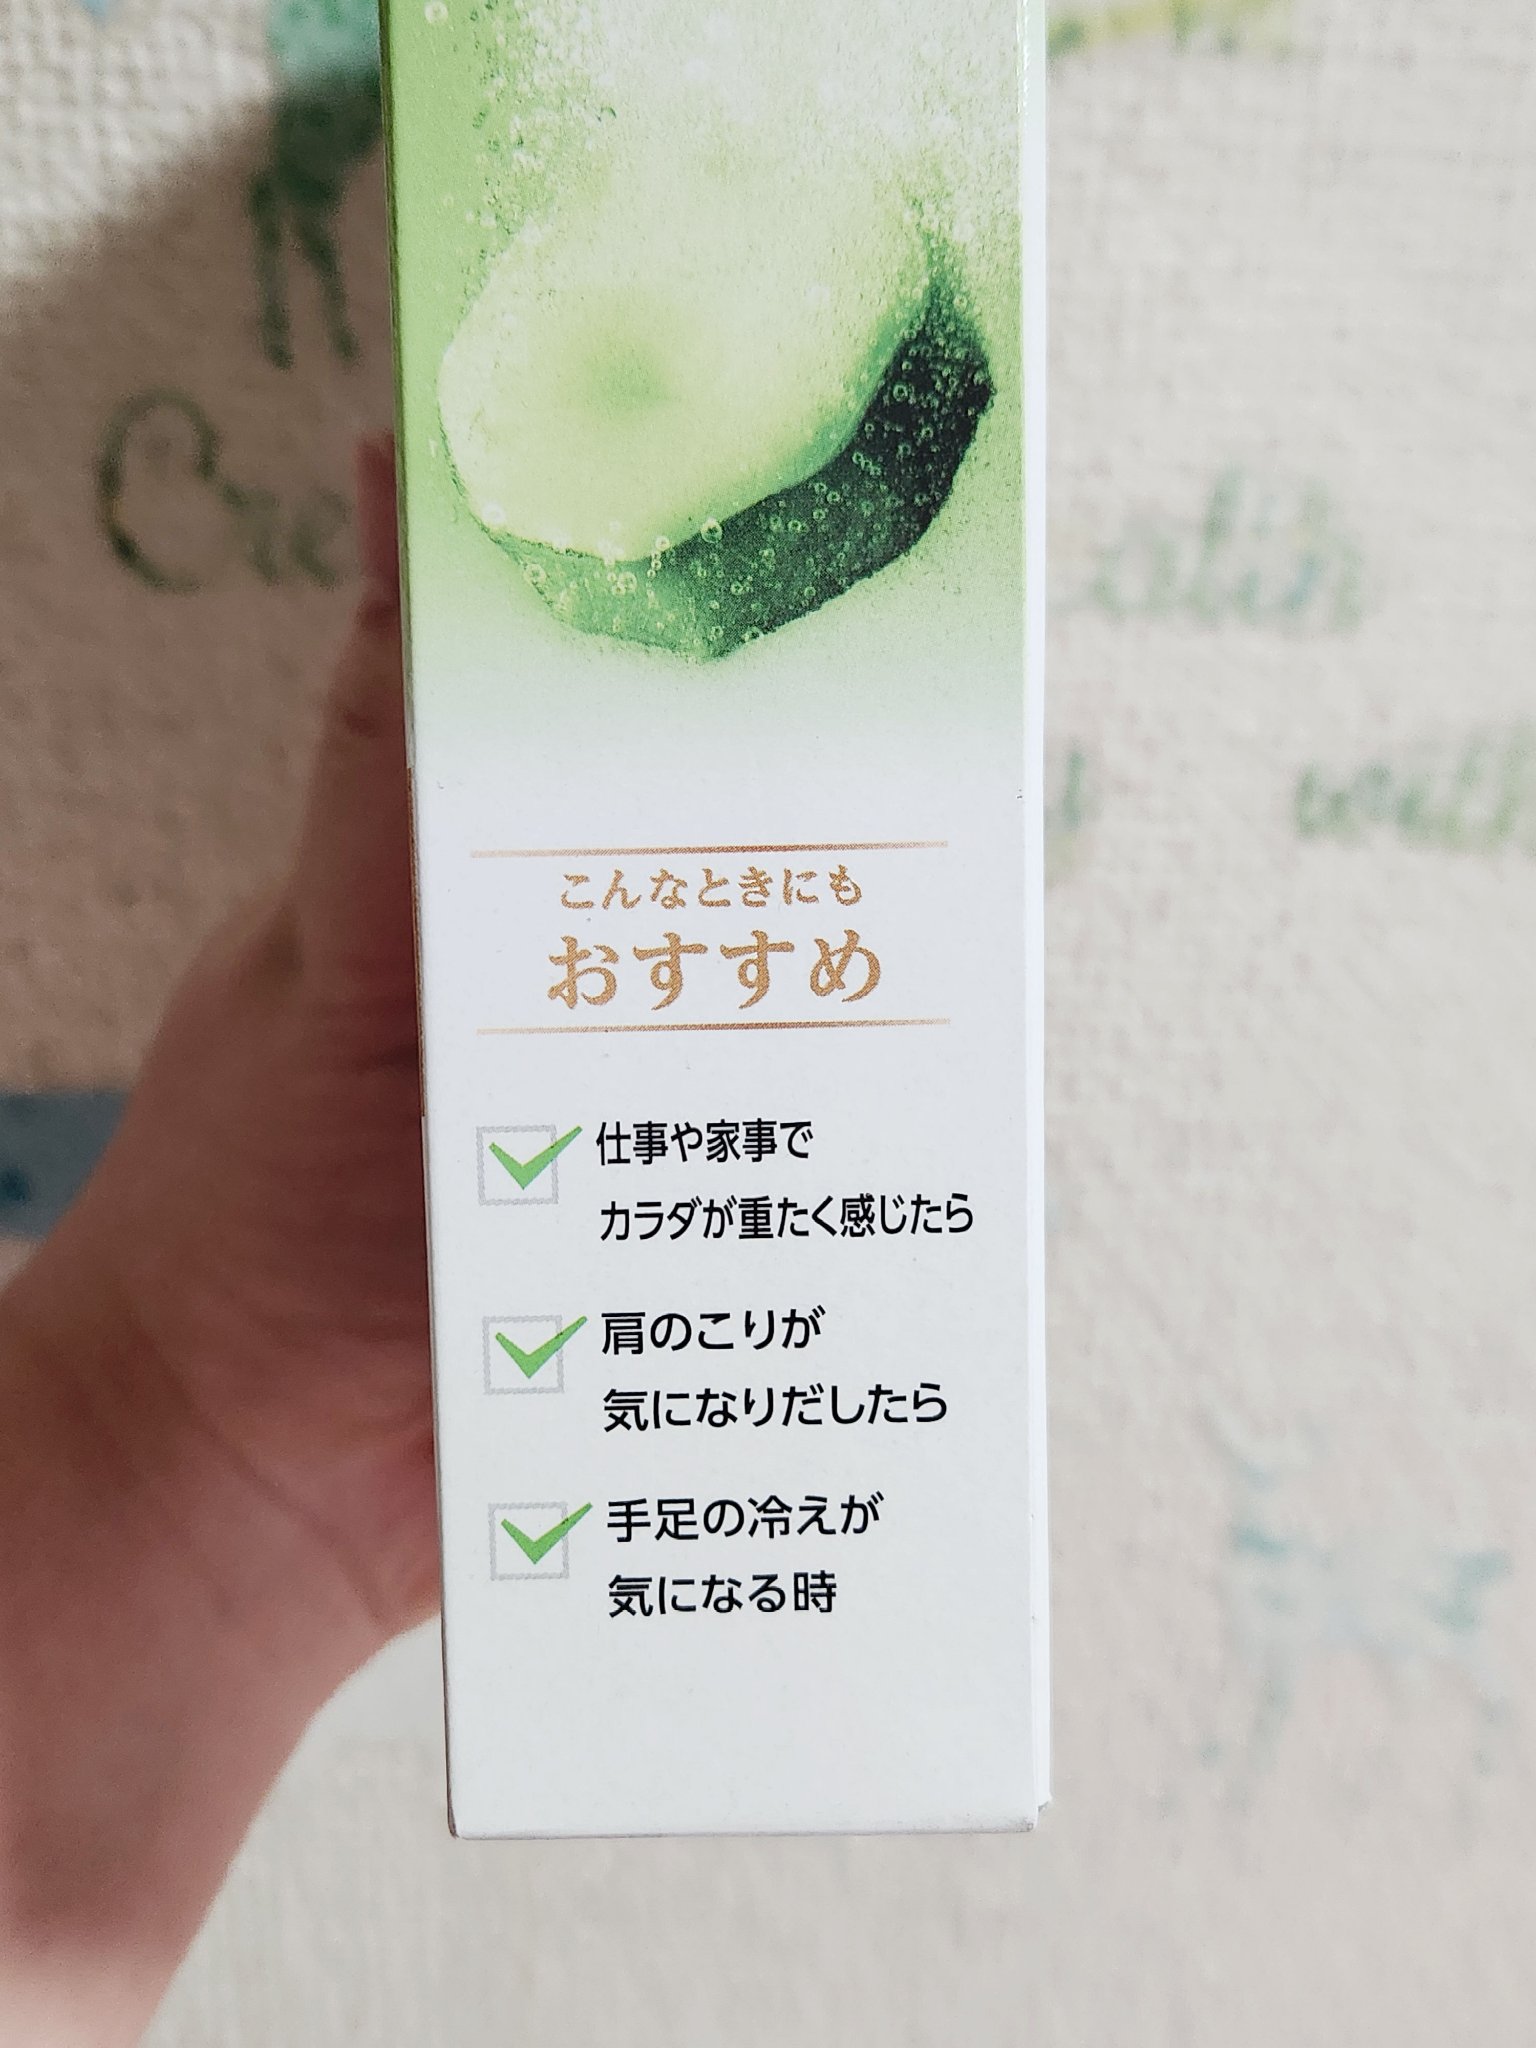 こんなときにも
おすすめ
仕事や家事で
カラダが重たく感じたら
肩のこりが
気になりだしたら
手足の冷えが
気になる時